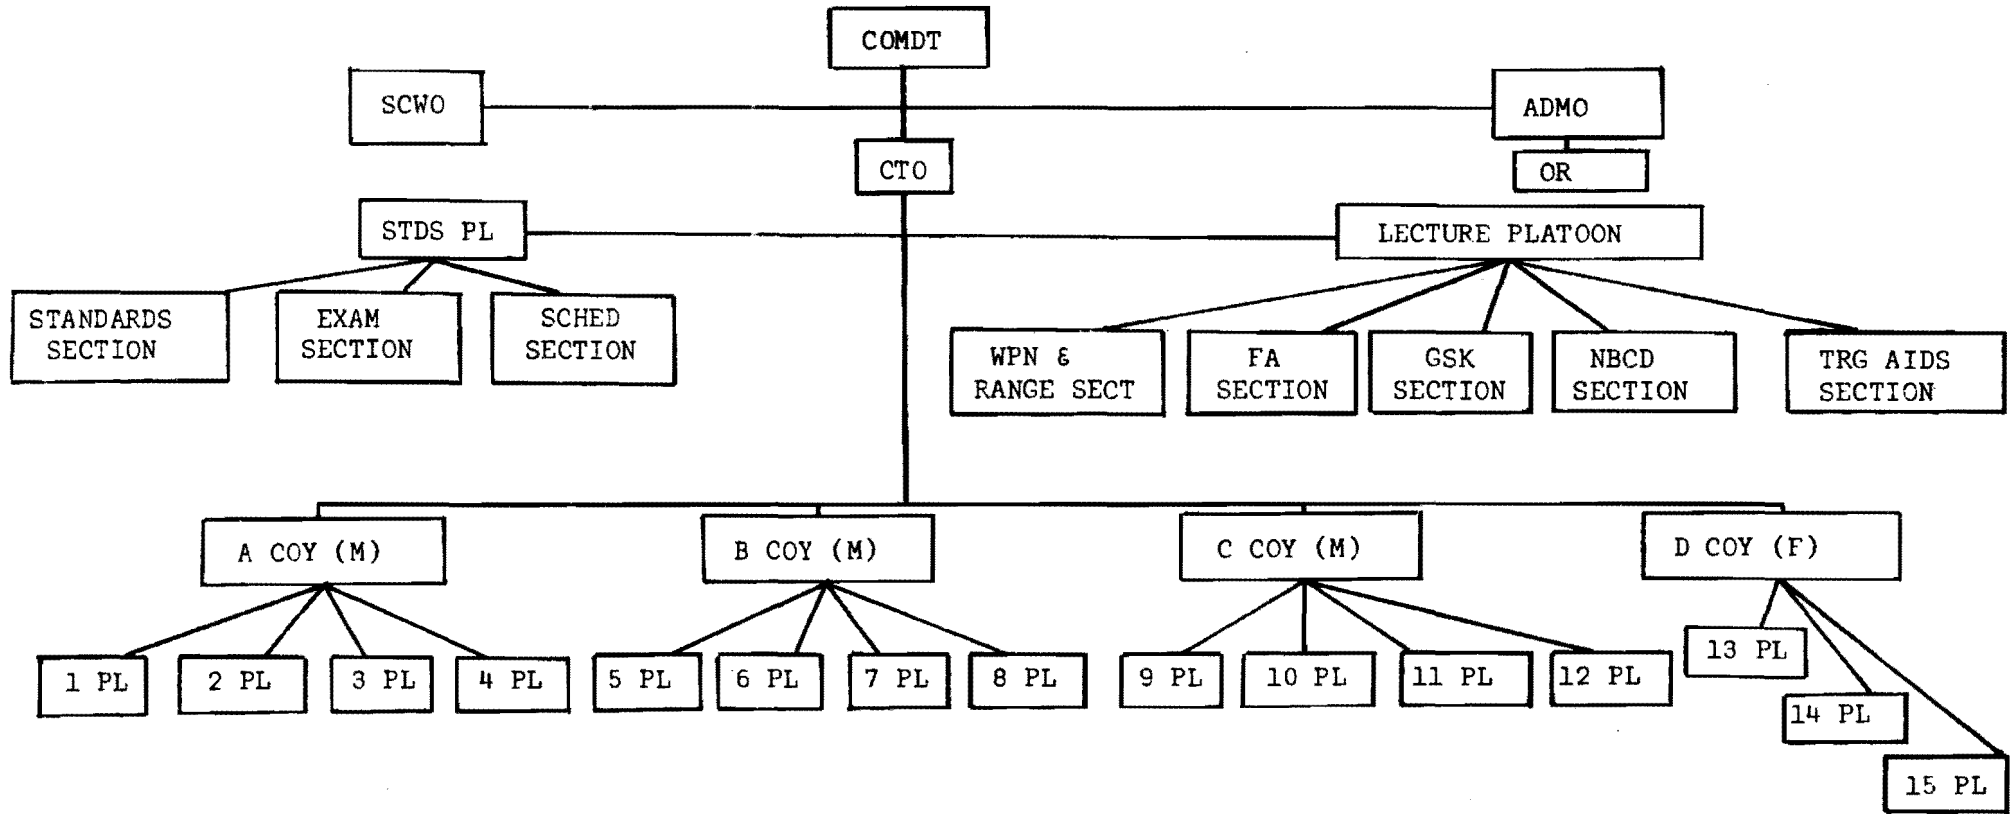 COMDT
SCWO
ADMO
CTO
OR
STDS PL
LECTURE PLATOON
STANDARDS
SECTION
EXAM
SECTION
SCHED
SECTION
WPN &
RANGE SECT
FA
SECTION
GSK
SECTION
NBCD
SECTION
TRG AIDS
SECTION
A COY (M)
B COY (M)
C COY (M)
D COY (F)
1 PL
2 PL
3 PL
4 PL
5 PL
6 PL
7 PL
8 PL
9 PL
10 PL
11 PL
12 PL
13 PL
14 PL
15 PL